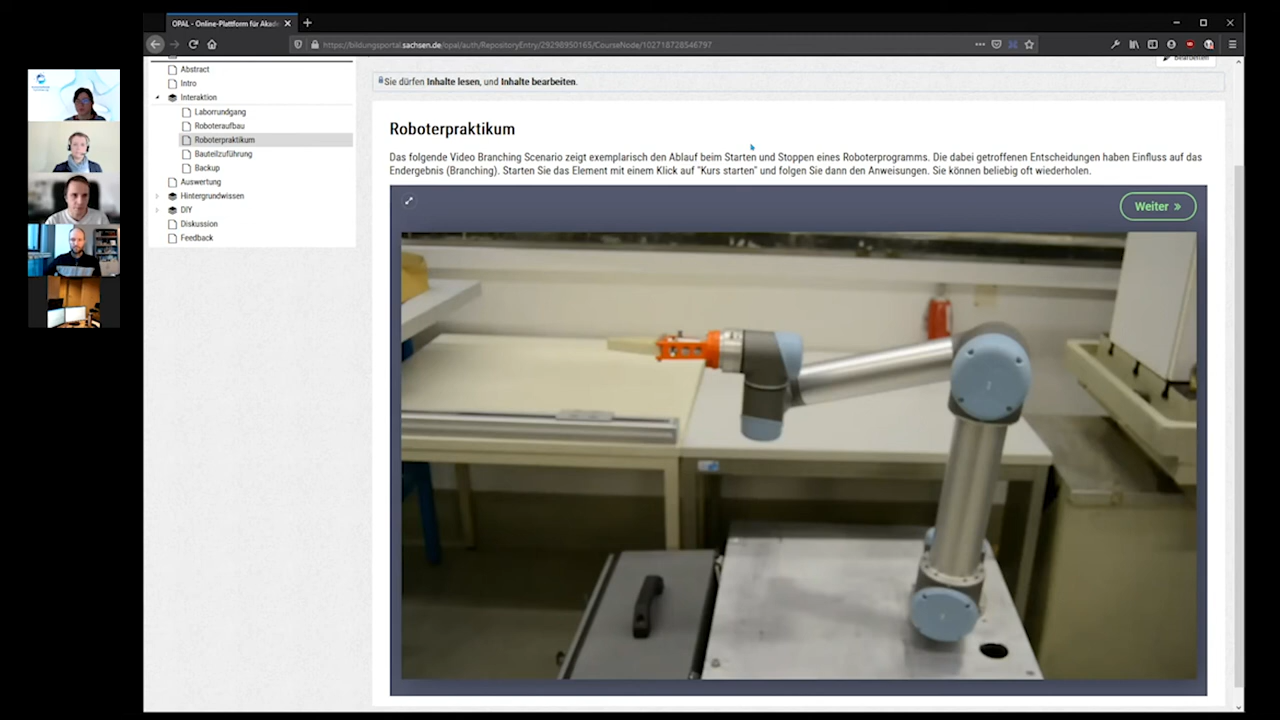 OPAL - Online-Plattform für Akade
https://bildungsportal.sachsen.de/opal/auth/RepositoryEntry/29298950165/CourseNode/102718728546797
Abstract
Intro
Interaktion
Laborrundgang
Roboteraufbau
Roboterpraktikum
Bauteilzuführung
Backup
Auswertung
Hintergrundwissen
DIY
Diskussion
Feedback
Bearbeiten
Sie dürfen Inhalte lesen, und Inhalte bearbeiten.
Roboterpraktikum
Das folgende Video Branching Scenario zeigt exemplarisch den Ablauf beim Starten und Stoppen eines Roboterprogramms. Die dabei getroffenen Entscheidungen haben Einfluss auf das
Endergebnis (Branching). Starten Sie das Element mit einem Klick auf "Kurs starten" und folgen Sie dann den Anweisungen. Sie können beliebig oft wiederholen.
Weiter